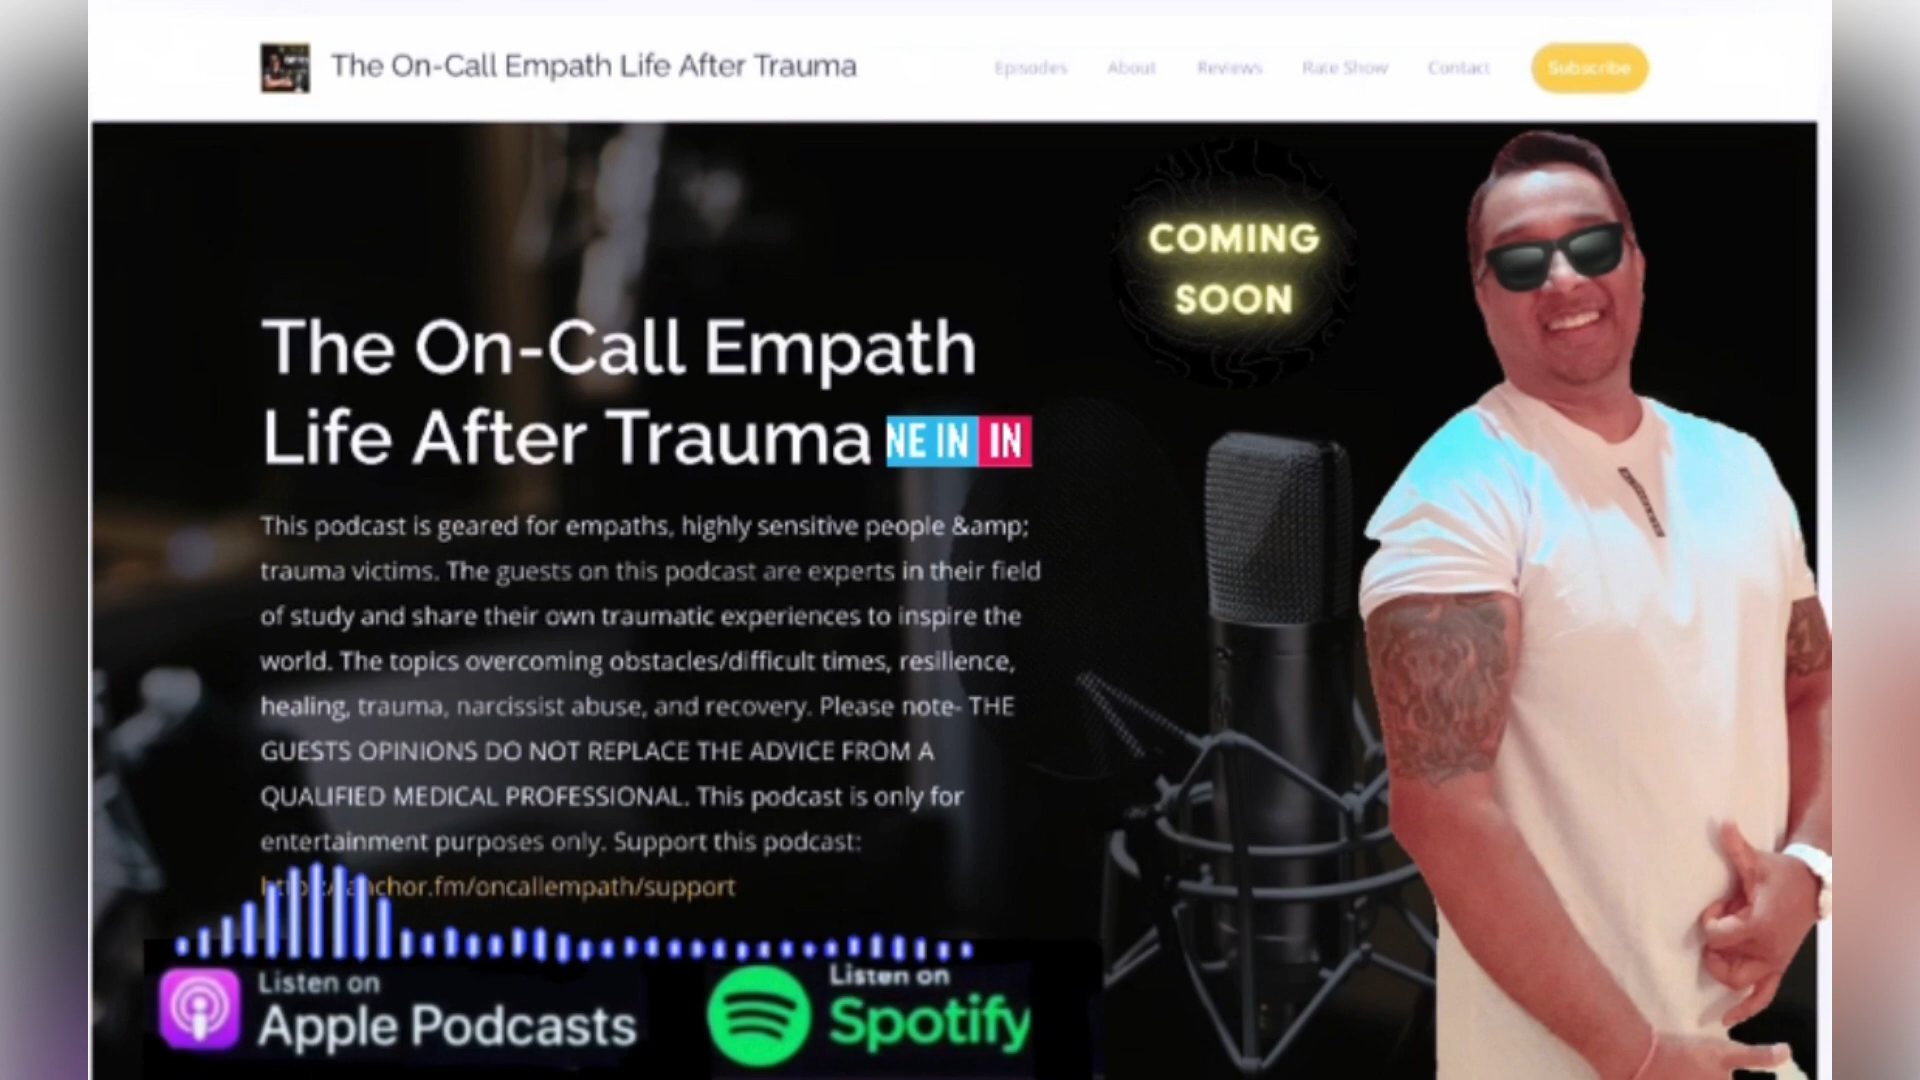 The On-Call Empath Life After Trauma
Episodes About Reviews Rate Show Contact Subscribe
COMING
SOON
The On-Call Empath
Life After Trauma NE IN IN
This podcast is geared for empaths, highly sensitive people &amp;
trauma victims. The guests on this podcast are experts in their field
of study and share their own traumatic experiences to inspire the
world. The topics overcoming obstacles/difficult times, resilience,
healing, trauma, narcissist abuse, and recovery. Please note- THE
GUESTS OPINIONS DO NOT REPLACE THE ADVICE FROM A
QUALIFIED MEDICAL PROFESSIONAL. This podcast is only for
entertainment purposes only. Support this podcast:
https://anchor.fm/oncallempath/support
Listen on
Apple Podcasts
Listen on
Spotify